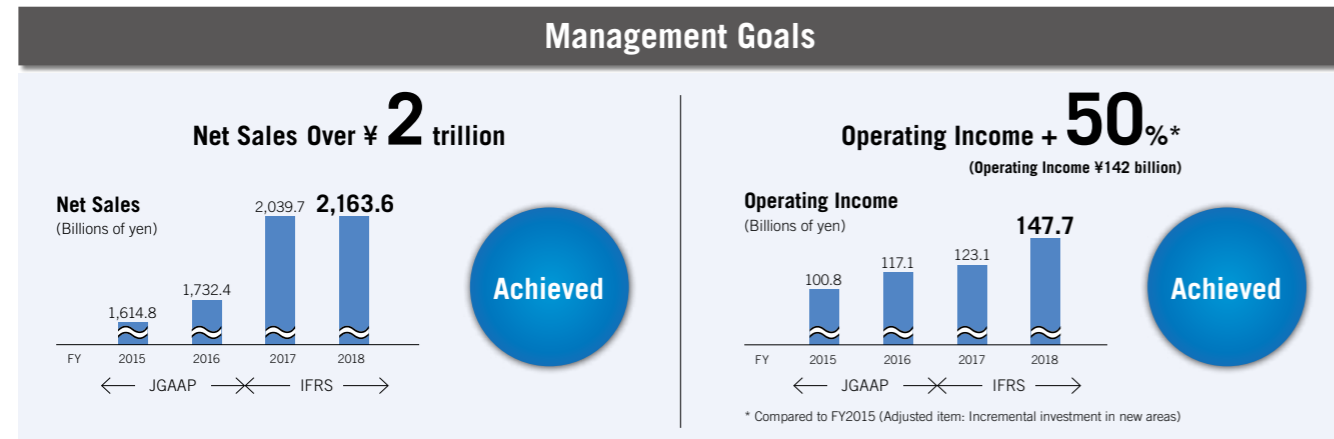 Management Goals
Net Sales Over ¥ 2 trillion
Net Sales
(Billions of yen)
1,614.8
1,732.4
2,039.7
2,163.6
FY 2015 2016 2017 2018
JGAAP IFRS
Achieved
Operating Income + 50%*
(Operating Income ¥142 billion)
Operating Income
(Billions of yen)
100.8
117.1
123.1
147.7
FY 2015 2016 2017 2018
JGAAP IFRS
Achieved
* Compared to FY2015 (Adjusted item: Incremental investment in new areas)